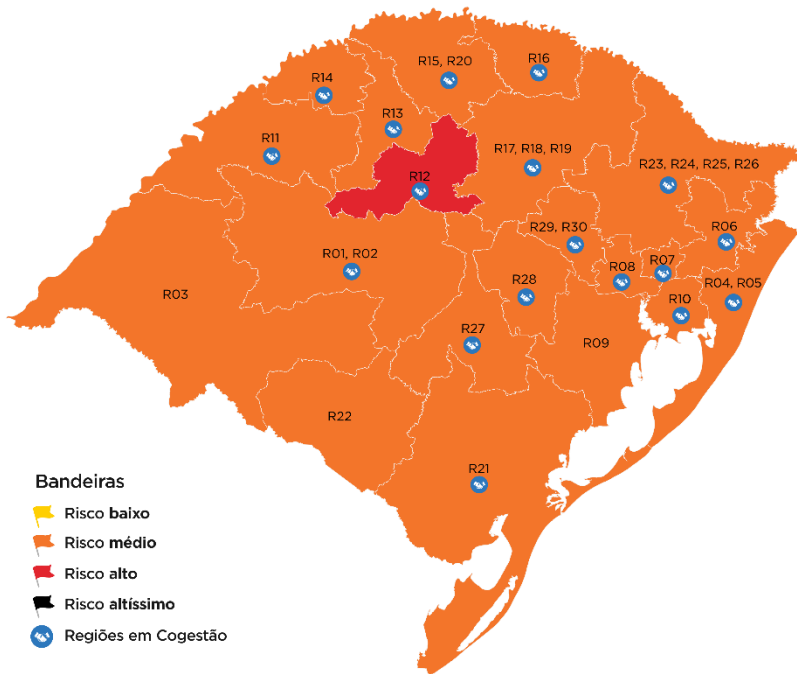 R15, R20
R16
R14
R13
R11
R17, R18, R19
R23, R24, R25, R26
R12
R29, R30
R06
R01, R02
R07
R08
R28
R04, R05
R03
R10
R27
R09
R22
R21
Bandeiras
Risco baixo
Risco médio
Risco alto
Risco altíssimo
Regiões em Cogestão